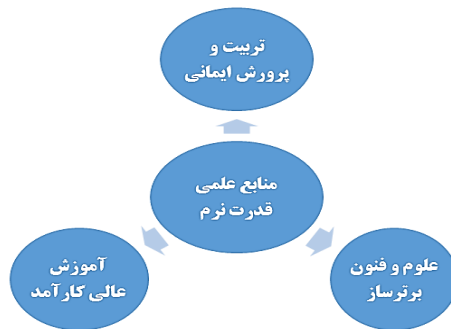 تربیت و
پرورش ایمانی
منابع علمی
قدرت نرم
علوم و فنون
برترساز
آموزش
عالی کارآمد